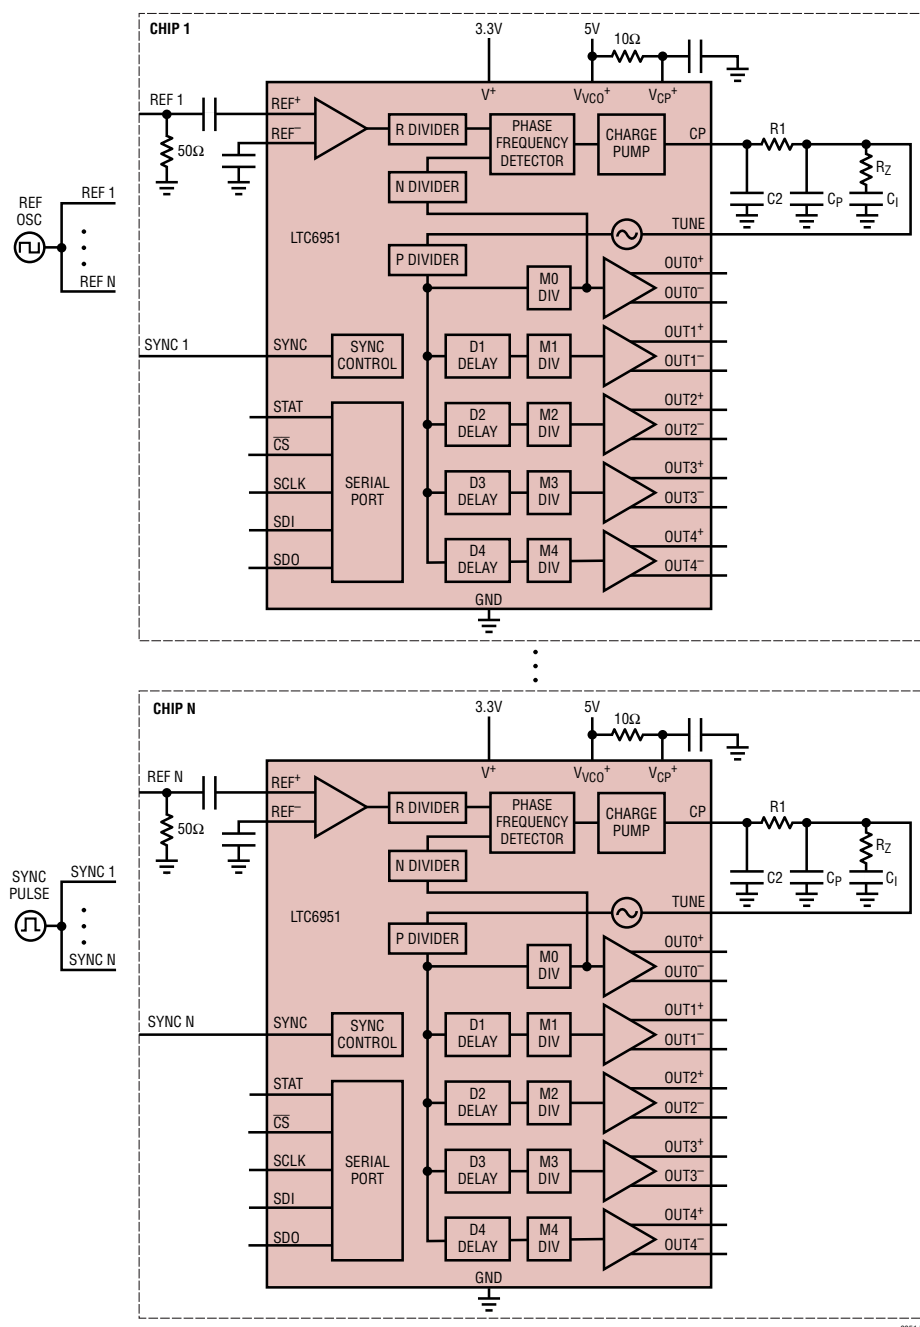 CHIP 1
3.3V
5V
10Ω
V+
VVCO+
VCP+
REF 1
REF+
REF–
50Ω
R DIVIDER
PHASE
FREQUENCY
DETECTOR
CHARGE
PUMP
CP
R1
RZ
C2
CP
CI
N DIVIDER
REF
OSC
REF 1
REF N
LTC6951
TUNE
P DIVIDER
M0
DIV
OUT0+
OUT0–
SYNC 1
SYNC
SYNC
CONTROL
D1
DELAY
M1
DIV
OUT1+
OUT1–
STAT
CS
SCLK
SDI
SDO
SERIAL
PORT
D2
DELAY
M2
DIV
OUT2+
OUT2–
D3
DELAY
M3
DIV
OUT3+
OUT3–
D4
DELAY
M4
DIV
OUT4+
OUT4–
GND
CHIP N
3.3V
5V
10Ω
V+
VVCO+
VCP+
REF N
REF+
REF–
50Ω
R DIVIDER
PHASE
FREQUENCY
DETECTOR
CHARGE
PUMP
CP
R1
RZ
C2
CP
CI
N DIVIDER
SYNC
PULSE
SYNC 1
SYNC N
LTC6951
TUNE
P DIVIDER
M0
DIV
OUT0+
OUT0–
SYNC N
SYNC
SYNC
CONTROL
D1
DELAY
M1
DIV
OUT1+
OUT1–
STAT
CS
SCLK
SDI
SDO
SERIAL
PORT
D2
DELAY
M2
DIV
OUT2+
OUT2–
D3
DELAY
M3
DIV
OUT3+
OUT3–
D4
DELAY
M4
DIV
OUT4+
OUT4–
GND